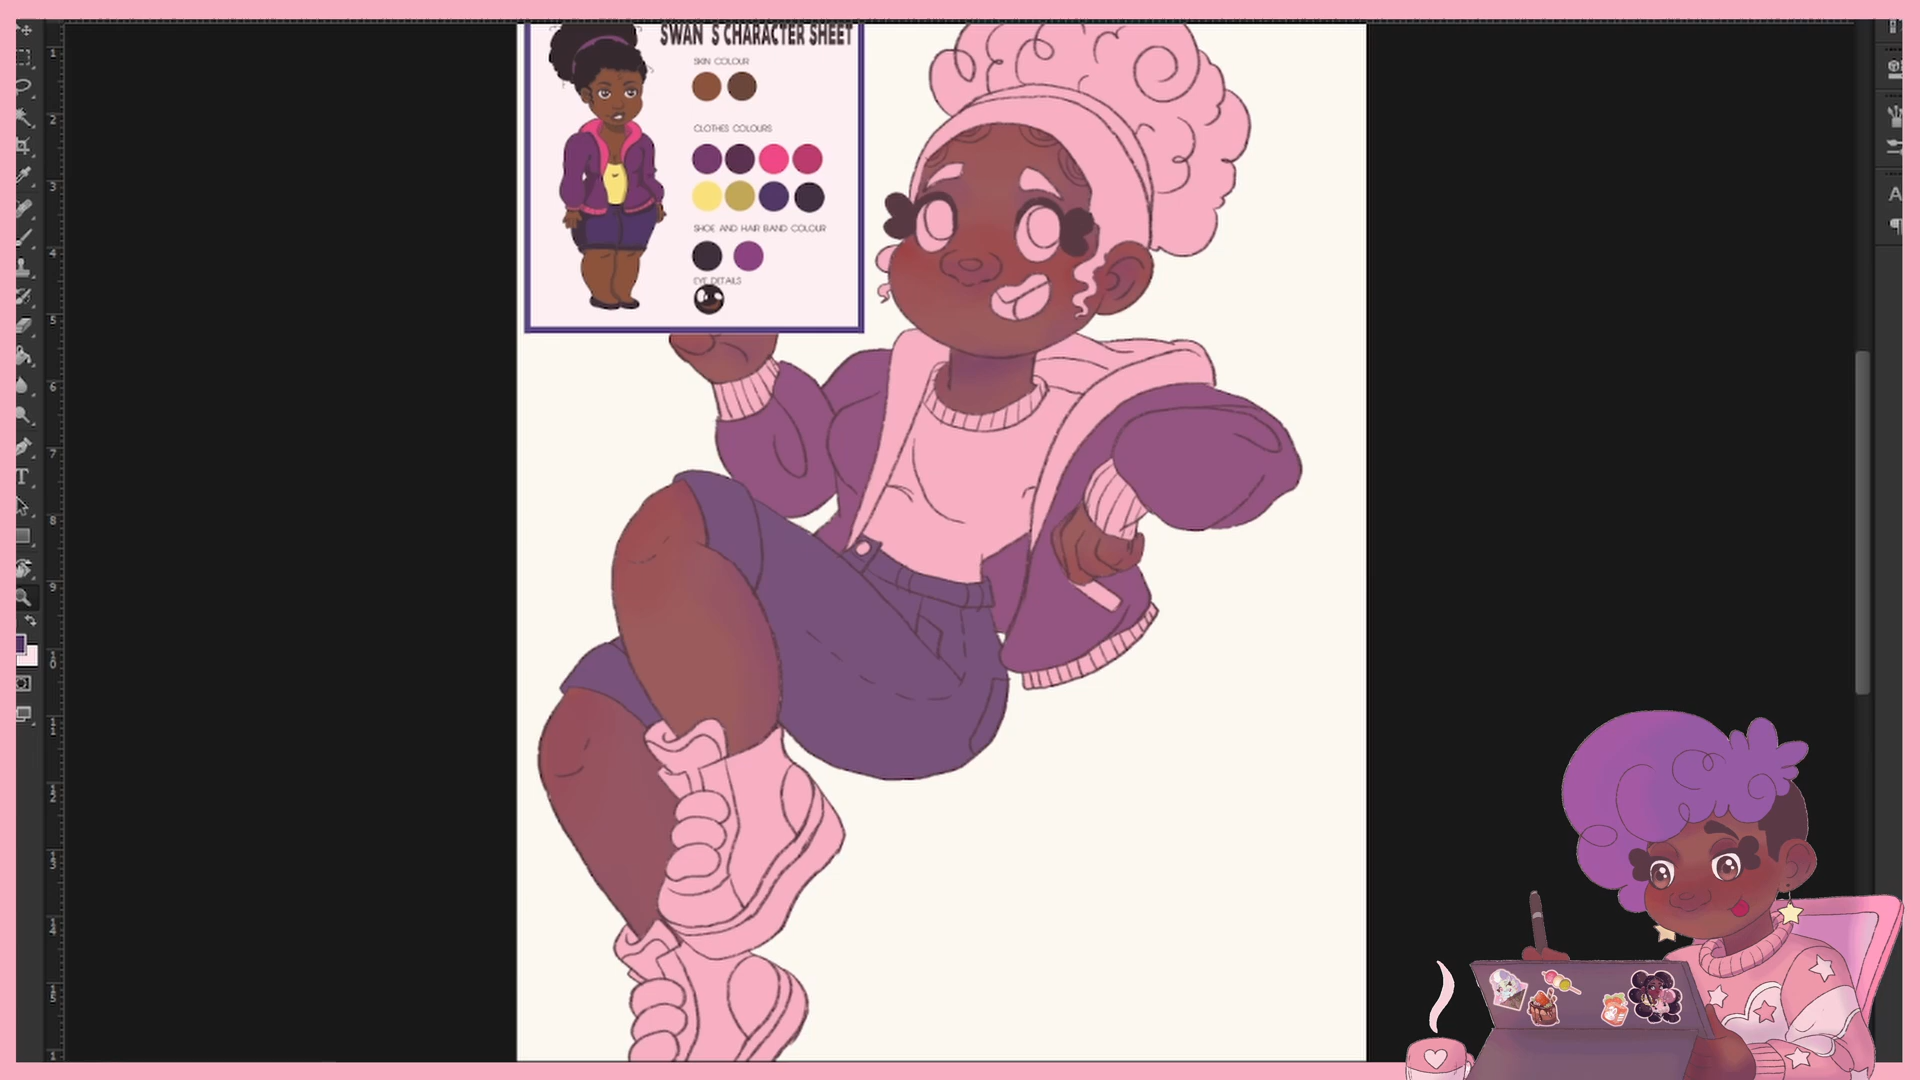 SWAN S CHARACTER SHEET
SKIN COLOUR
CLOTHES COLOURS
SHOE AND HAIR BAND COLOUR
EYE DETAILS